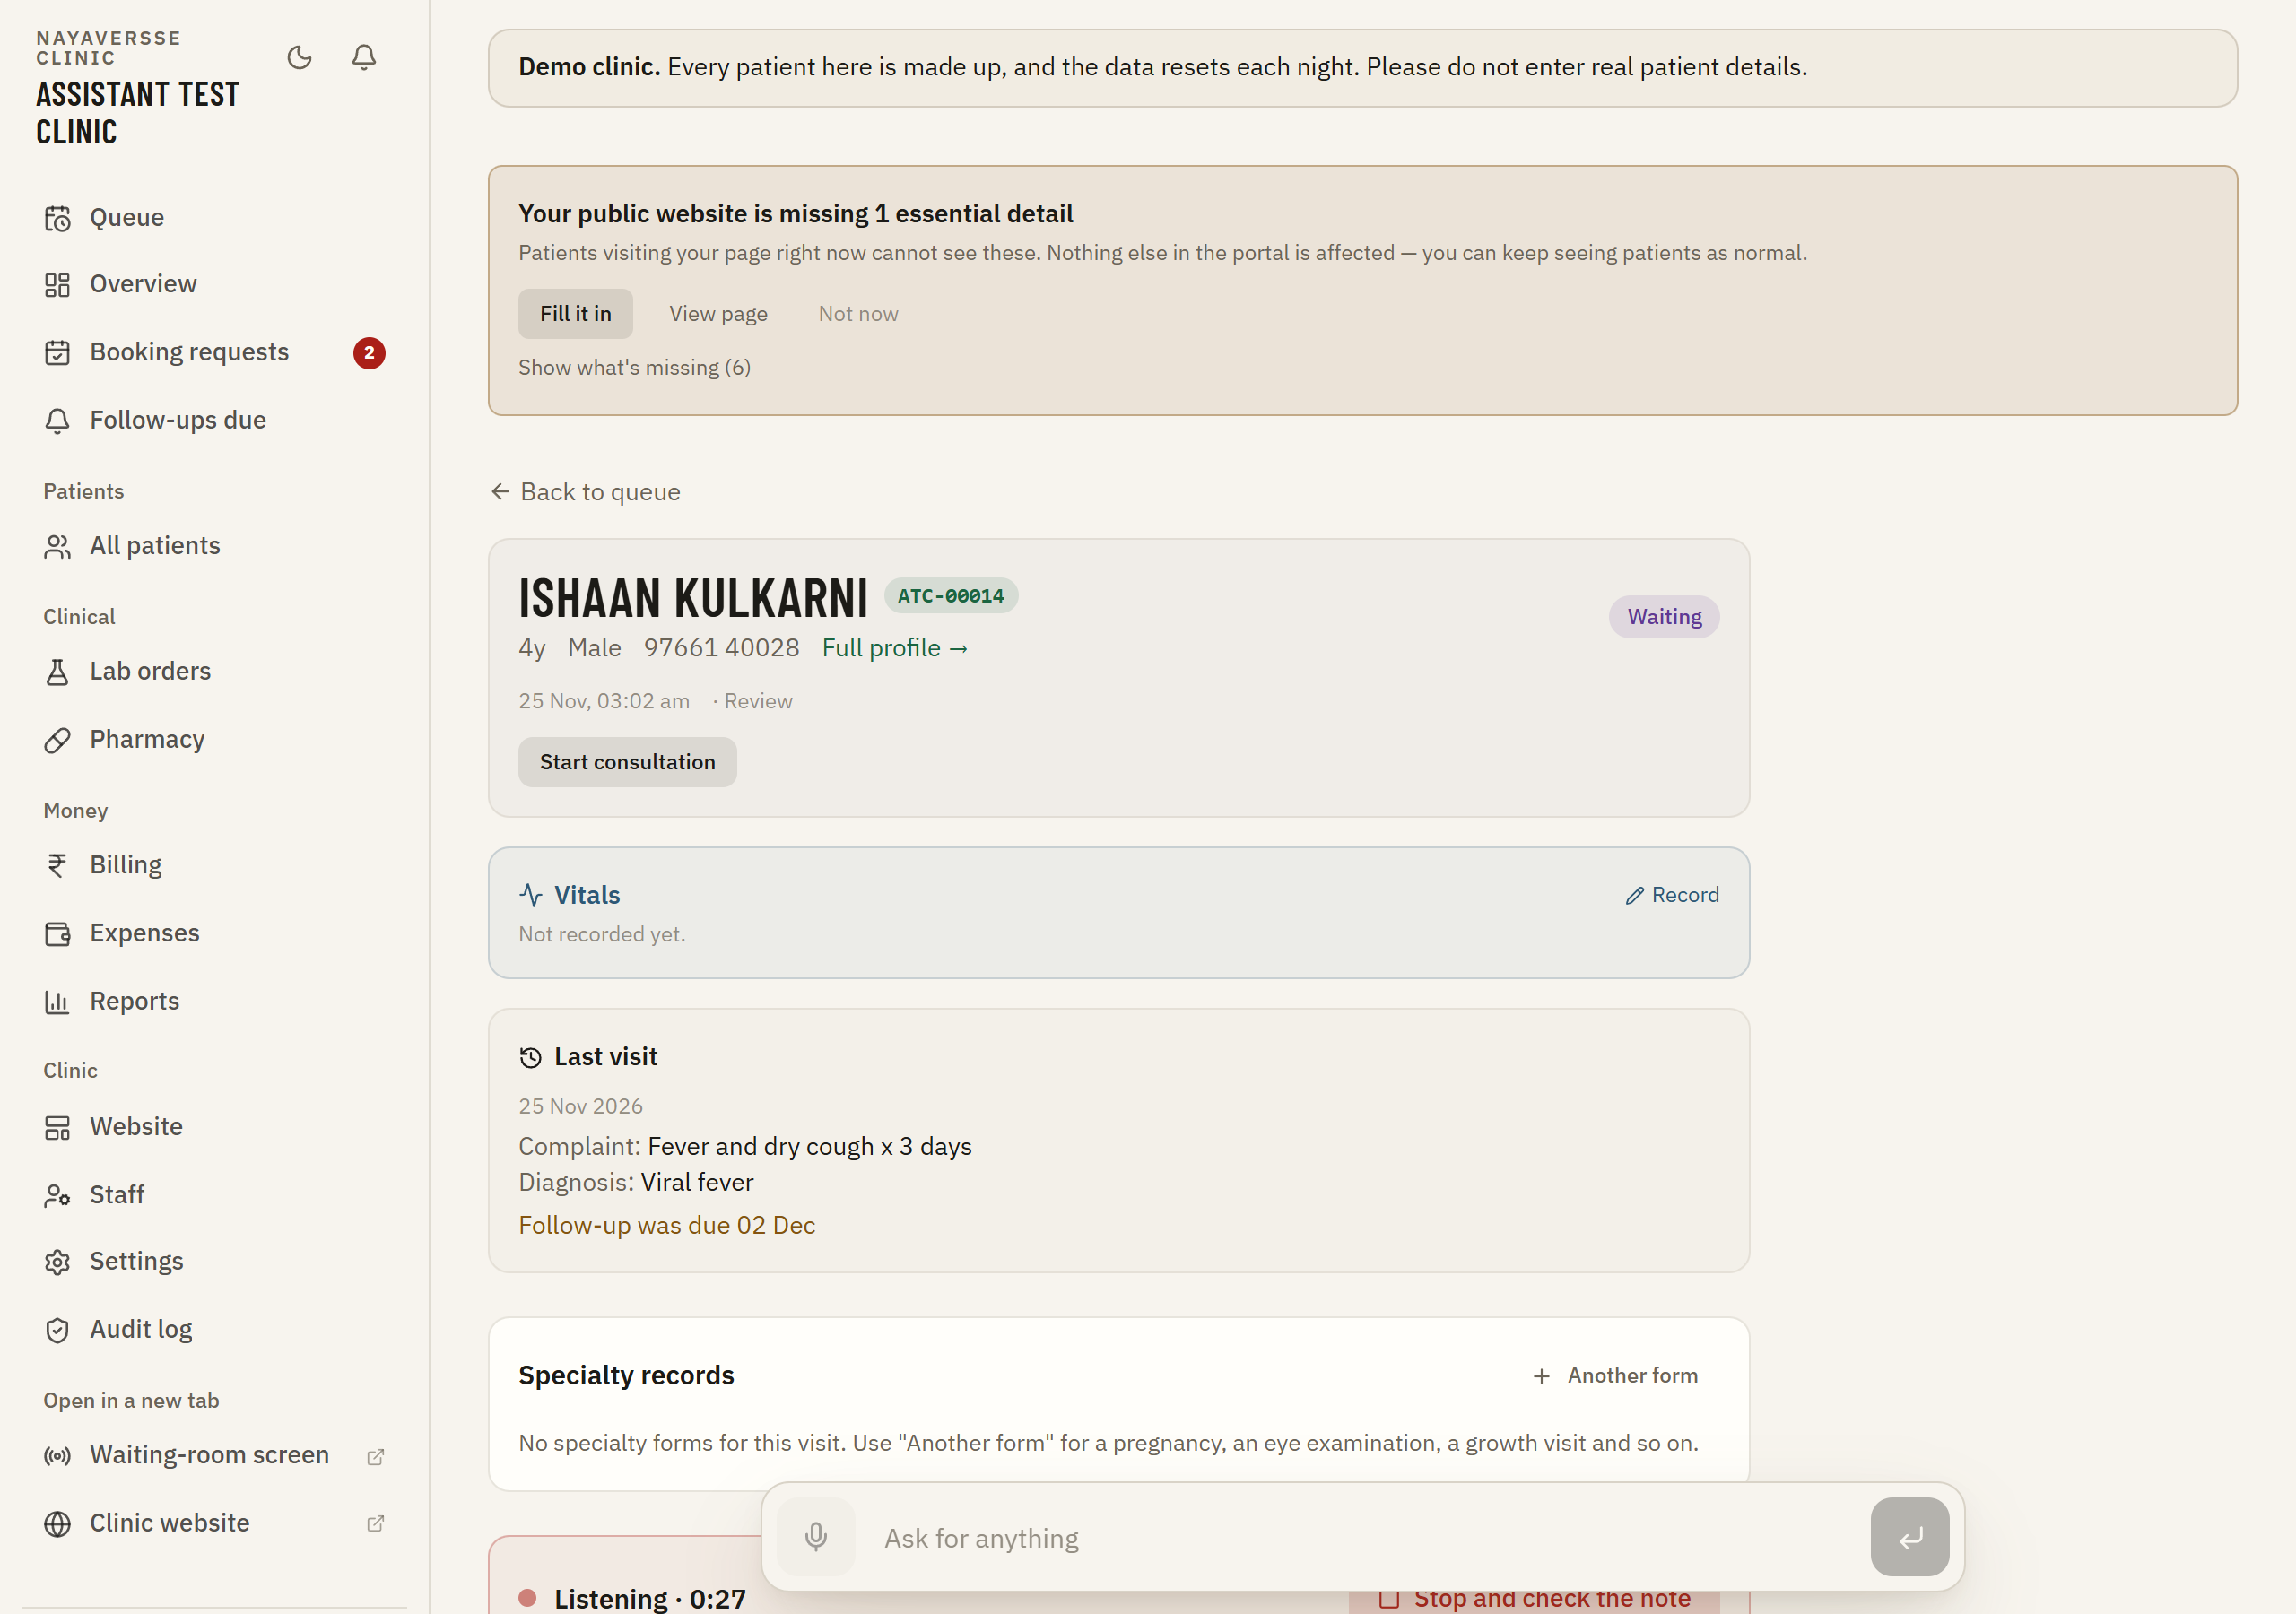 NAYAVERSSE
CLINIC
ASSISTANT TEST
CLINIC
Queue
Overview
Booking requests
2
Follow-ups due
Patients
All patients
Clinical
Lab orders
Pharmacy
Money
Billing
Expenses
Reports
Clinic
Website
Staff
Settings
Audit log
Open in a new tab
Waiting-room screen
Clinic website
Demo clinic. Every patient here is made up, and the data resets each night. Please do not enter real patient details.
Your public website is missing 1 essential detail
Patients visiting your page right now cannot see these. Nothing else in the portal is affected — you can keep seeing patients as normal.
Fill it in View page Not now
Show what's missing (6)
← Back to queue
ISHAAN KULKARNI ATC-00014
Waiting
4y Male 97661 40028 Full profile →
25 Nov, 03:02 am · Review
Start consultation
Vitals
Record
Not recorded yet.
Last visit
25 Nov 2026
Complaint: Fever and dry cough x 3 days
Diagnosis: Viral fever
Follow-up was due 02 Dec
Specialty records
+ Another form
No specialty forms for this visit. Use "Another form" for a pregnancy, an eye examination, a growth visit and so on.
Ask for anything
Listening · 0:27
Stop and check the note